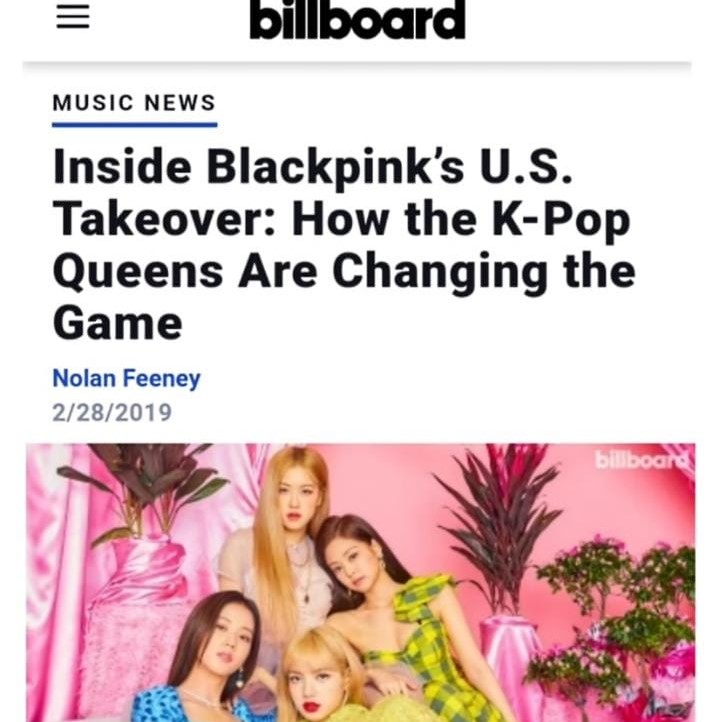 billboard
MUSIC NEWS
Inside Blackpink’s U.S.
Takeover: How the K-Pop
Queens Are Changing the
Game
Nolan Feeney
2/28/2019
billboard